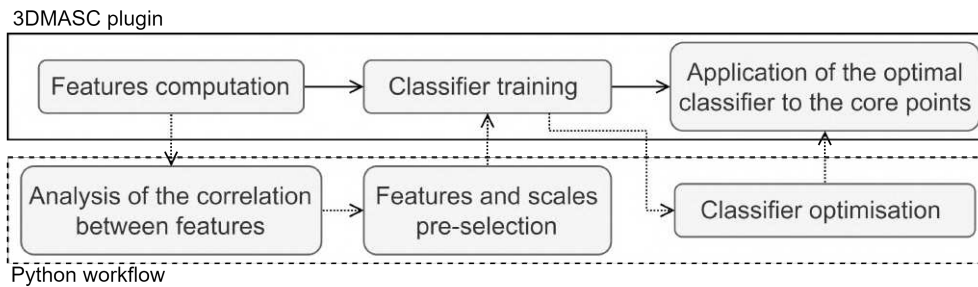 3DMASC plugin
Features computation
Classifier training
Application of the optimal
classifier to the core points
Analysis of the correlation
between features
Features and scales
pre-selection
Classifier optimisation
Python workflow